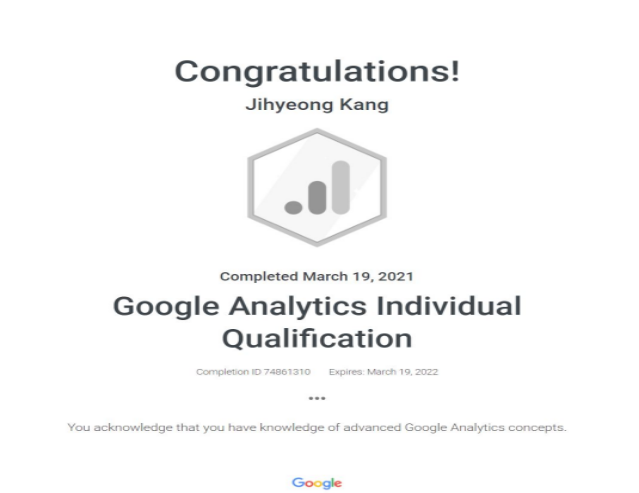 Congratulations!
Jihyeong Kang
Completed March 19, 2021
Google Analytics Individual
Qualification
Completion ID 74861310 Expires: March 19, 2022
•••
You acknowledge that you have knowledge of advanced Google Analytics concepts.
Google